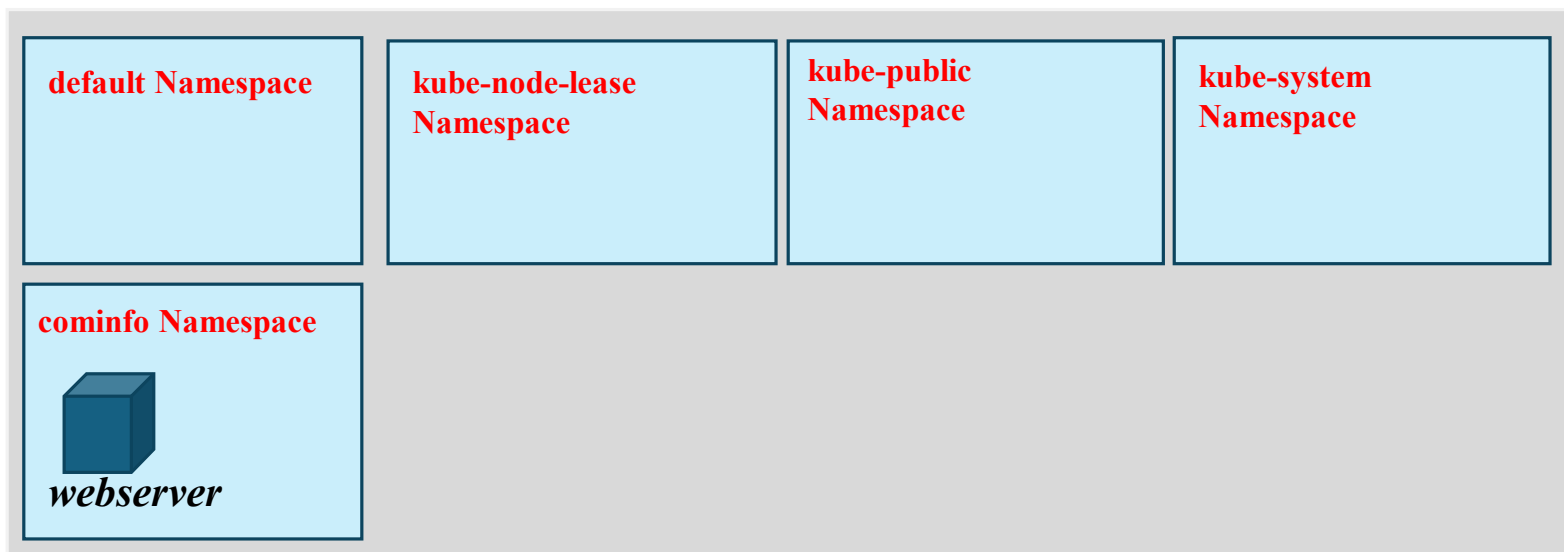 default Namespace
kube-node-lease
Namespace
kube-public
Namespace
kube-system
Namespace
cominfo Namespace
webserver